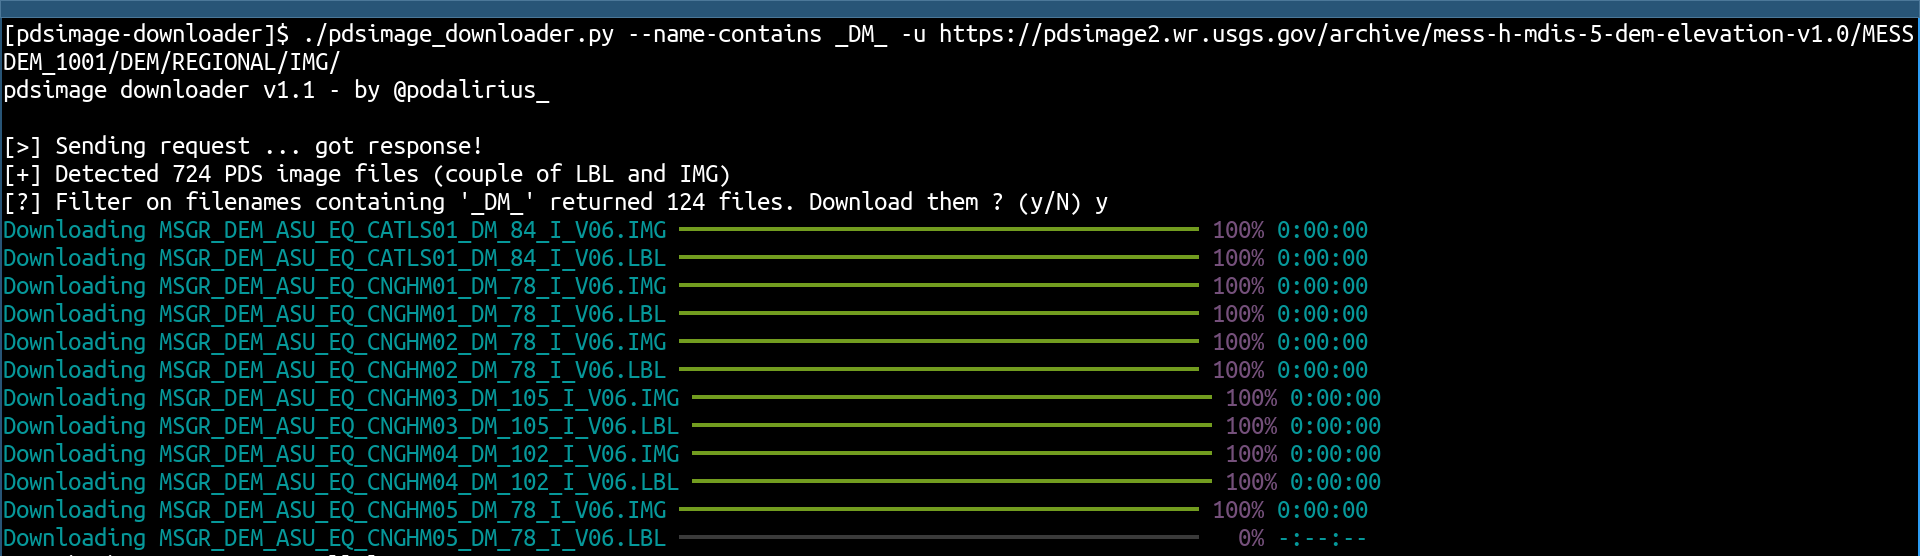 [pdsimage-downloader]$ ./pdsimage_downloader.py --name-contains _DM_ -u https://pdsimage2.wr.usgs.gov/archive/mess-h-mdis-5-dem-elevation-v1.0/MESS
DEM_1001/DEM/REGIONAL/IMG/
pdsimage downloader v1.1 - by @podalirius_
[>] Sending request ... got response!
[+] Detected 724 PDS image files (couple of LBL and IMG)
[?] Filter on filenames containing '_DM_' returned 124 files. Download them ? (y/N) y
Downloading MSGR_DEM_ASU_EQ_CATLS01_DM_84_I_V06.IMG 100% 0:00:00
Downloading MSGR_DEM_ASU_EQ_CATLS01_DM_84_I_V06.LBL 100% 0:00:00
Downloading MSGR_DEM_ASU_EQ_CNGHM01_DM_78_I_V06.IMG 100% 0:00:00
Downloading MSGR_DEM_ASU_EQ_CNGHM01_DM_78_I_V06.LBL 100% 0:00:00
Downloading MSGR_DEM_ASU_EQ_CNGHM02_DM_78_I_V06.IMG 100% 0:00:00
Downloading MSGR_DEM_ASU_EQ_CNGHM02_DM_78_I_V06.LBL 100% 0:00:00
Downloading MSGR_DEM_ASU_EQ_CNGHM03_DM_105_I_V06.IMG 100% 0:00:00
Downloading MSGR_DEM_ASU_EQ_CNGHM03_DM_105_I_V06.LBL 100% 0:00:00
Downloading MSGR_DEM_ASU_EQ_CNGHM04_DM_102_I_V06.IMG 100% 0:00:00
Downloading MSGR_DEM_ASU_EQ_CNGHM04_DM_102_I_V06.LBL 100% 0:00:00
Downloading MSGR_DEM_ASU_EQ_CNGHM05_DM_78_I_V06.IMG 100% 0:00:00
Downloading MSGR_DEM_ASU_EQ_CNGHM05_DM_78_I_V06.LBL 0% -:--:--